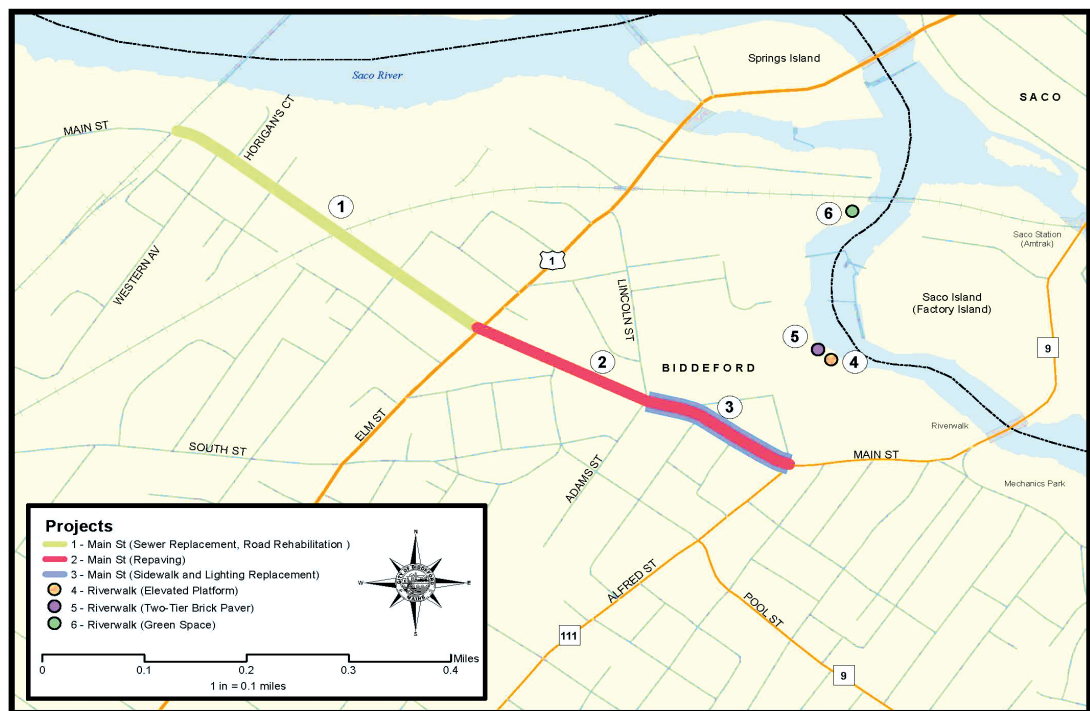 Springs Island
Saco River
SACO
MAIN ST
HORIGAN'S CT
1
6
Saco Station
(Amtrak)
WESTERN AV
1
LINCOLN ST
Saco Island
(Factory Island)
5
9
2
BIDDEFORD
4
3
ELM ST
Riverwalk
SOUTH ST
MAIN ST
ADAMS ST
Mechanics Park
ALFRED ST
POOL ST
111
9
Projects
1 - Main St (Sewer Replacement, Road Rehabilitation )
2 - Main St (Repaving)
3 - Main St (Sidewalk and Lighting Replacement)
4 - Riverwalk (Elevated Platform)
5 - Riverwalk (Two-Tier Brick Paver)
6 - Riverwalk (Green Space)
N
W
E
S
CITY OF BIDDEFORD
MAINE
Miles
0 0.1 0.2 0.3 0.4
1 in = 0.1 miles